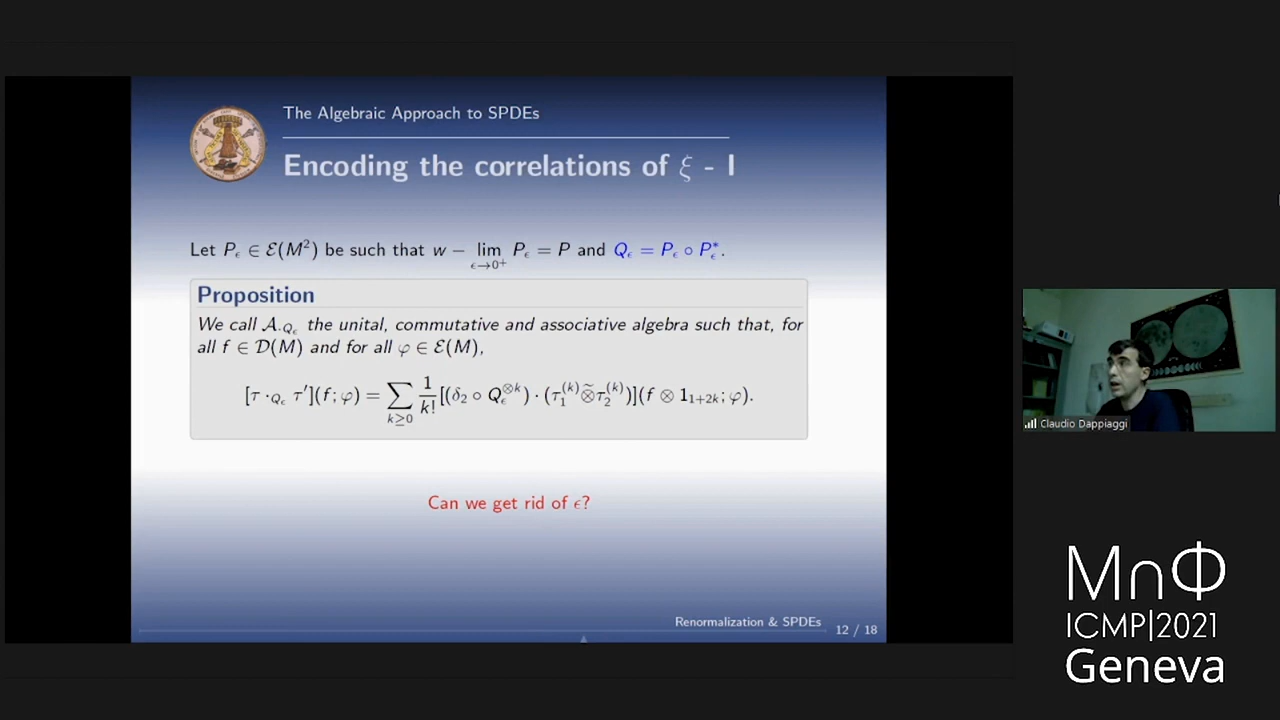 The Algebraic Approach to SPDEs
Encoding the correlations of ξ - I
Let P_ϵ ∈ ℰ(M²) be such that w − lim_{ϵ→0⁺} P_ϵ = P and Q_ϵ = P_ϵ ∘ P_ϵ^*.
Proposition
We call 𝒜_{·Q_ϵ} the unital, commutative and associative algebra such that, for
all f ∈ 𝒟(M) and for all φ ∈ ℰ(M),
[τ ·_{Q_ϵ} τ′](f; φ) = ∑_{k≥0} 1/k! [(δ₂ ∘ Q_ϵ^{⊗k}) · (τ₁^{(k)} ⊗̃ τ₂^{(k)})](f ⊗ 1_{1+2k}; φ).
Can we get rid of ϵ?
Renormalization & SPDEs
12 / 18
Claudio Dappiaggi
M∩Φ
ICMP|2021
Geneva